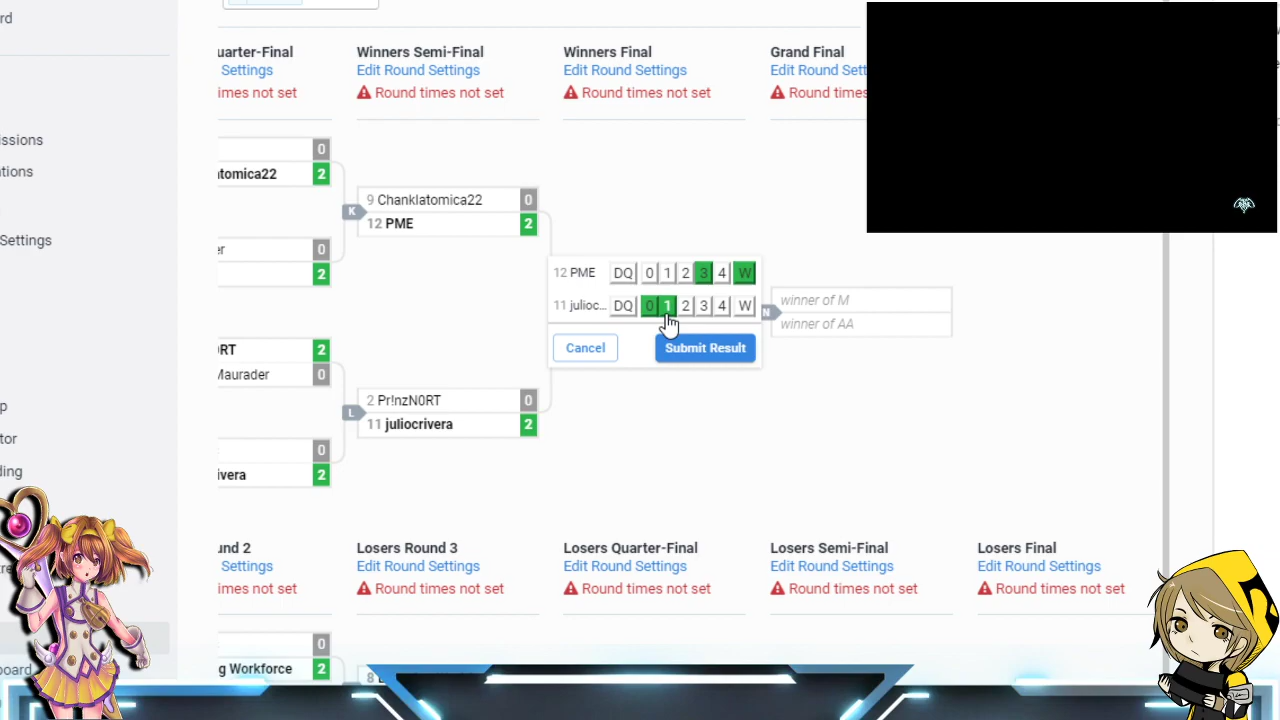 rd
issions
ations
Settings
p
tor
ding
board
uarter-Final
Settings
imes not set
Winners Semi-Final
Edit Round Settings
Round times not set
Winners Final
Edit Round Settings
Round times not set
Grand Final
Edit Round Sett
Round times
0
atomica22 2
er 0
2
ORT 2
Maurader 0
0
ivera 2
K
9 Chanklatomica22 0
12 PME 2
L
2 Pr!nzN0RT 0
11 juliocrivera 2
12 PME DQ 0 1 2 3 4 W
11 julioc... DQ 0 1 2 3 4 W
Cancel Submit Result
N
winner of M
winner of AA
und 2
Settings
imes not set
Losers Round 3
Edit Round Settings
Round times not set
Losers Quarter-Final
Edit Round Settings
Round times not set
Losers Semi-Final
Edit Round Settings
Round times not set
Losers Final
Edit Round Settings
Round times not set
0
g Workforce 2
8